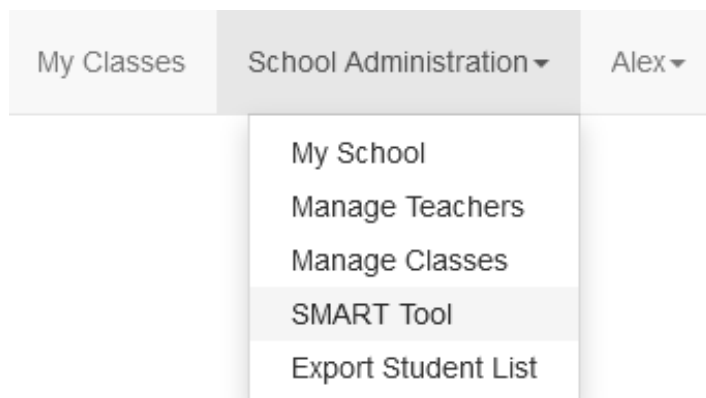 My Classes School Administration Alex
My School
Manage Teachers
Manage Classes
SMART Tool
Export Student List